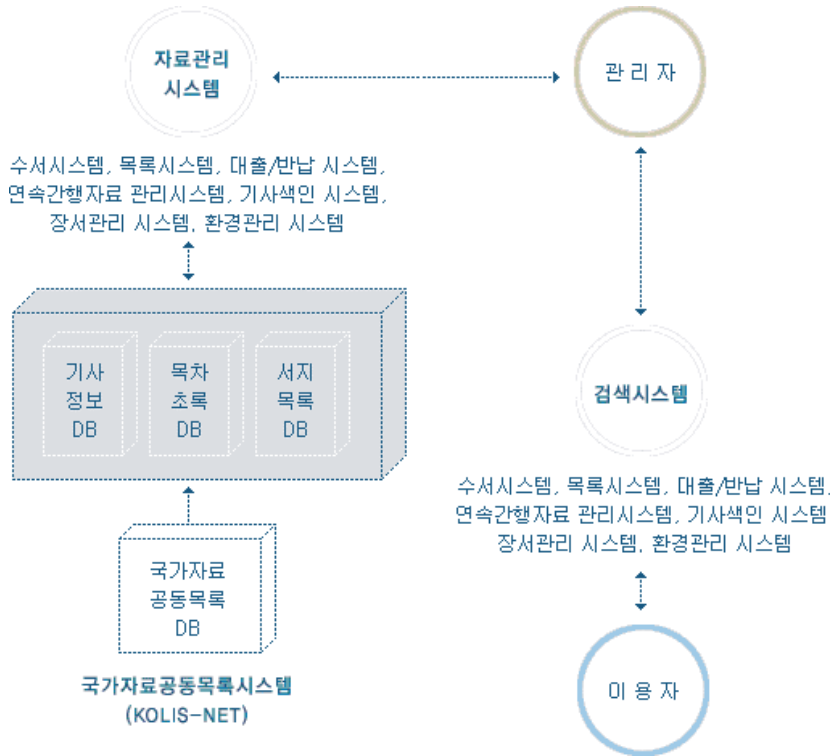 자료관리
시스템
관 리 자
수서시스템, 목록시스템, 대출/반납 시스템,
연속간행자료 관리시스템, 기사색인 시스템,
장서관리 시스템, 환경관리 시스템
기사
정보
DB
목차
초록
DB
서지
목록
DB
검색시스템
수서시스템, 목록시스템, 대출/반납 시스템,
연속간행자료 관리시스템, 기사색인 시스템
장서관리 시스템, 환경관리 시스템
국가자료
공동목록
DB
국가자료공동목록시스템
(KOLIS-NET)
이 용 자